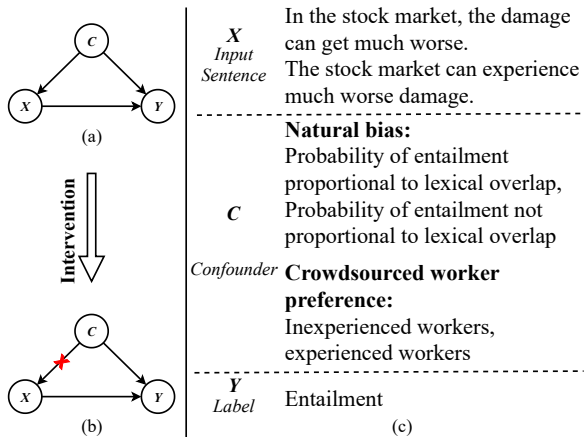 C
X
Y
(a)
Intervention
C
X
Y
(b)
X
Input
Sentence
In the stock market, the damage
can get much worse.
The stock market can experience
much worse damage.
C
Confounder
Natural bias:
Probability of entailment
proportional to lexical overlap,
Probability of entailment not
proportional to lexical overlap
Crowdsourced worker
preference:
Inexperienced workers,
experienced workers
Y
Label
Entailment
(c)